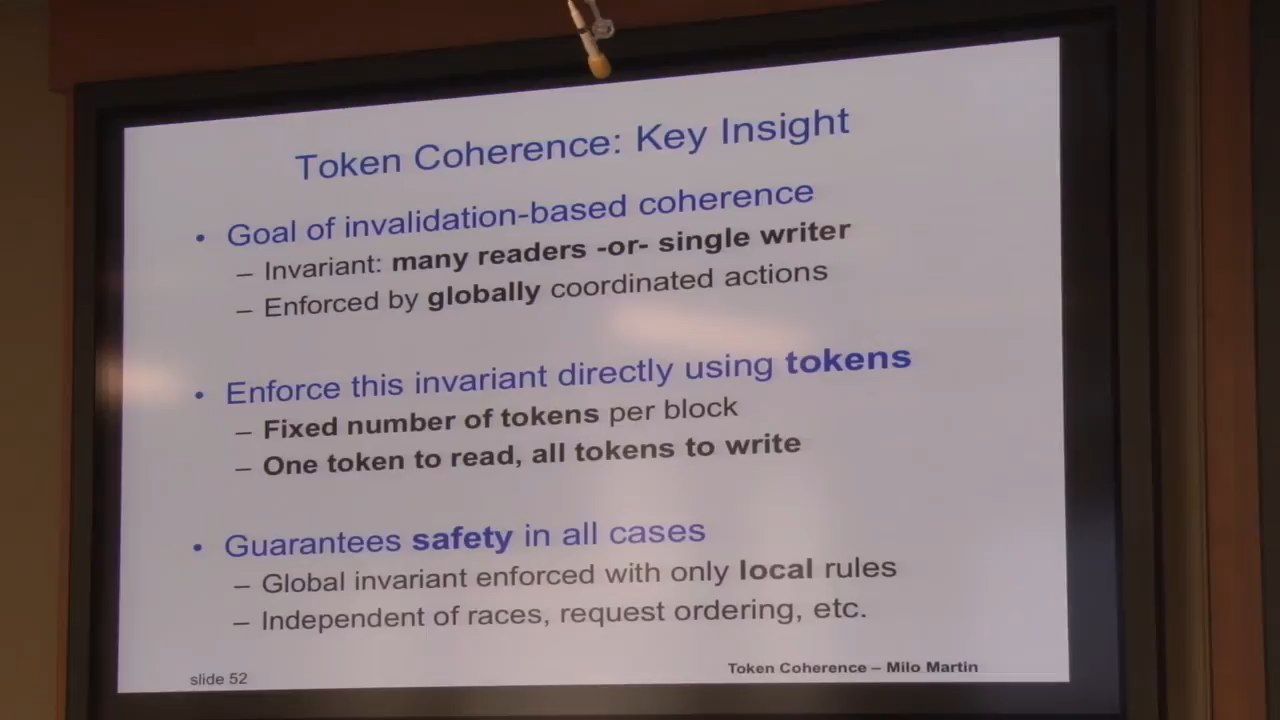 Token Coherence: Key Insight
• Goal of invalidation-based coherence
– Invariant: many readers -or- single writer
– Enforced by globally coordinated actions
• Enforce this invariant directly using tokens
– Fixed number of tokens per block
– One token to read, all tokens to write
• Guarantees safety in all cases
– Global invariant enforced with only local rules
– Independent of races, request ordering, etc.
slide 52
Token Coherence – Milo Martin